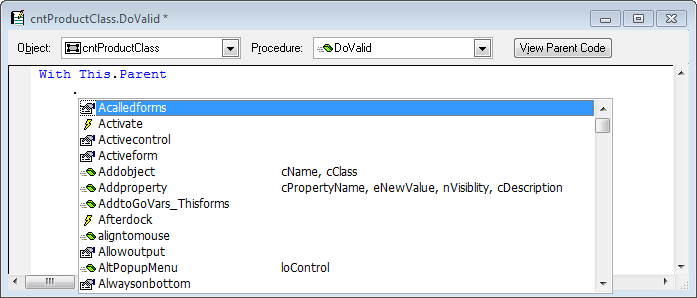 cntProductClass.DoValid *
Object: cntProductClass Procedure: DoValid View Parent Code
With This.Parent
.
Acalledforms
Activate
Activecontrol
Activeform
Addobject cName, cClass
Addproperty cPropertyName, eNewValue, nVisiblity, cDescription
AddtoGoVars_Thisforms
Afterdock
aligntomouse
Allowoutput
AltPopupMenu loControl
Alwaysonbottom